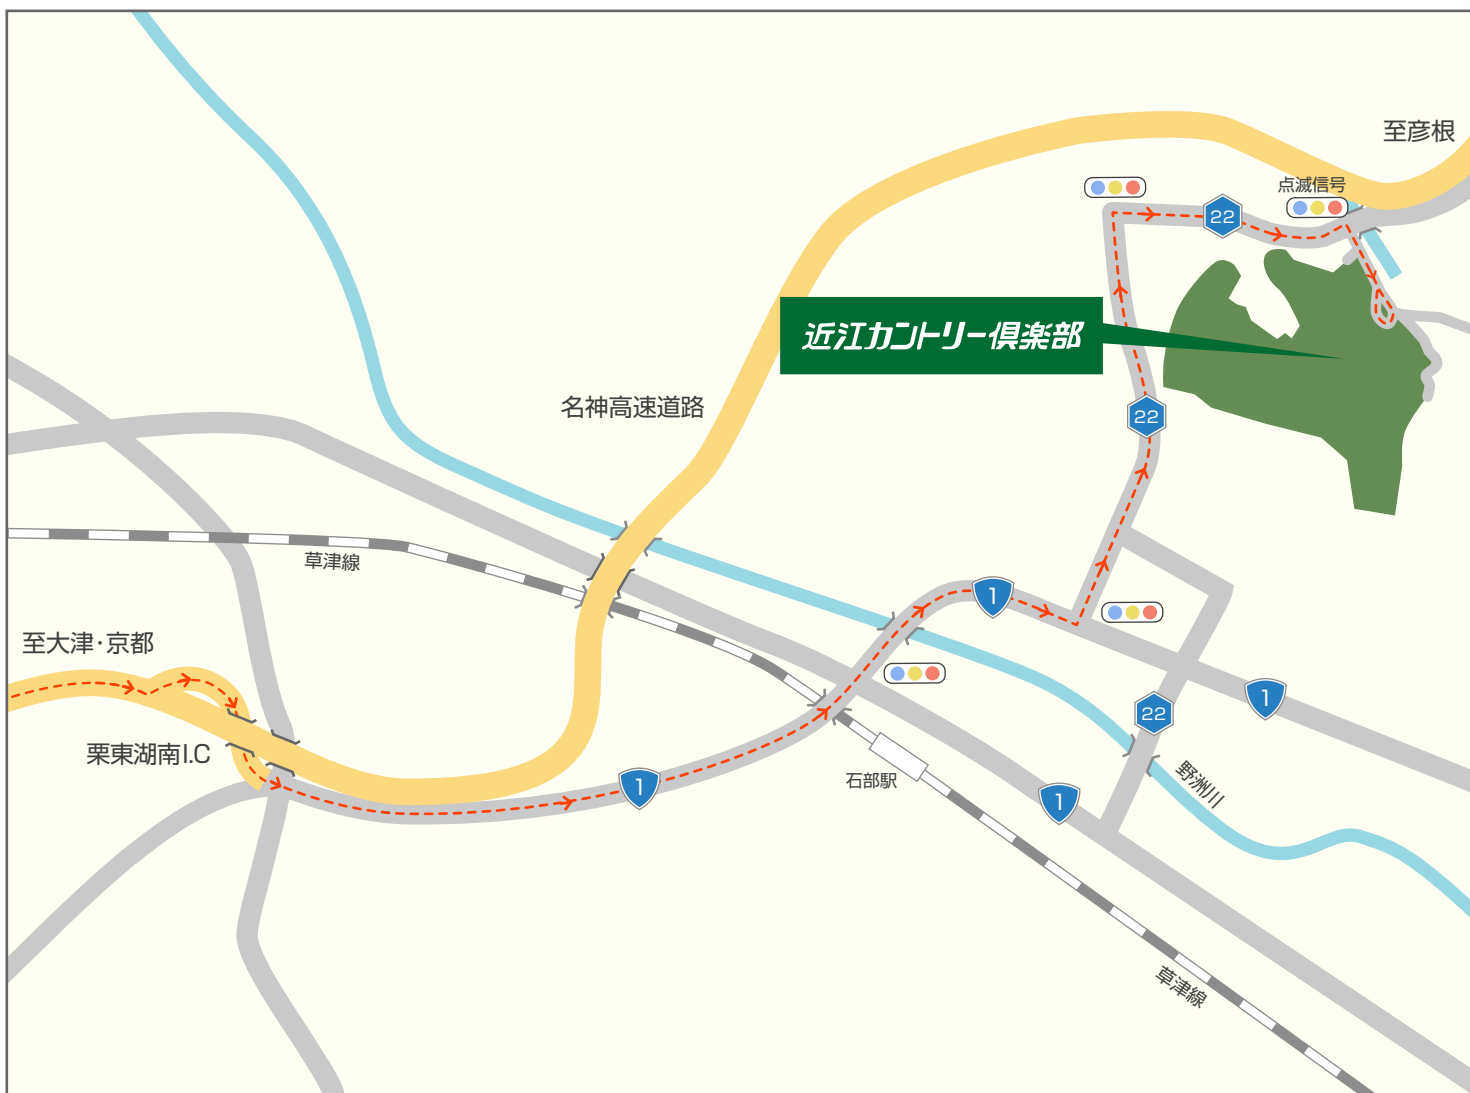 至彦根
点滅信号
22
近江カントリー倶楽部
名神高速道路
22
草津線
1
至大津・京都
1
22
栗東湖南I.C
石部駅
野洲川
1
1
草津線